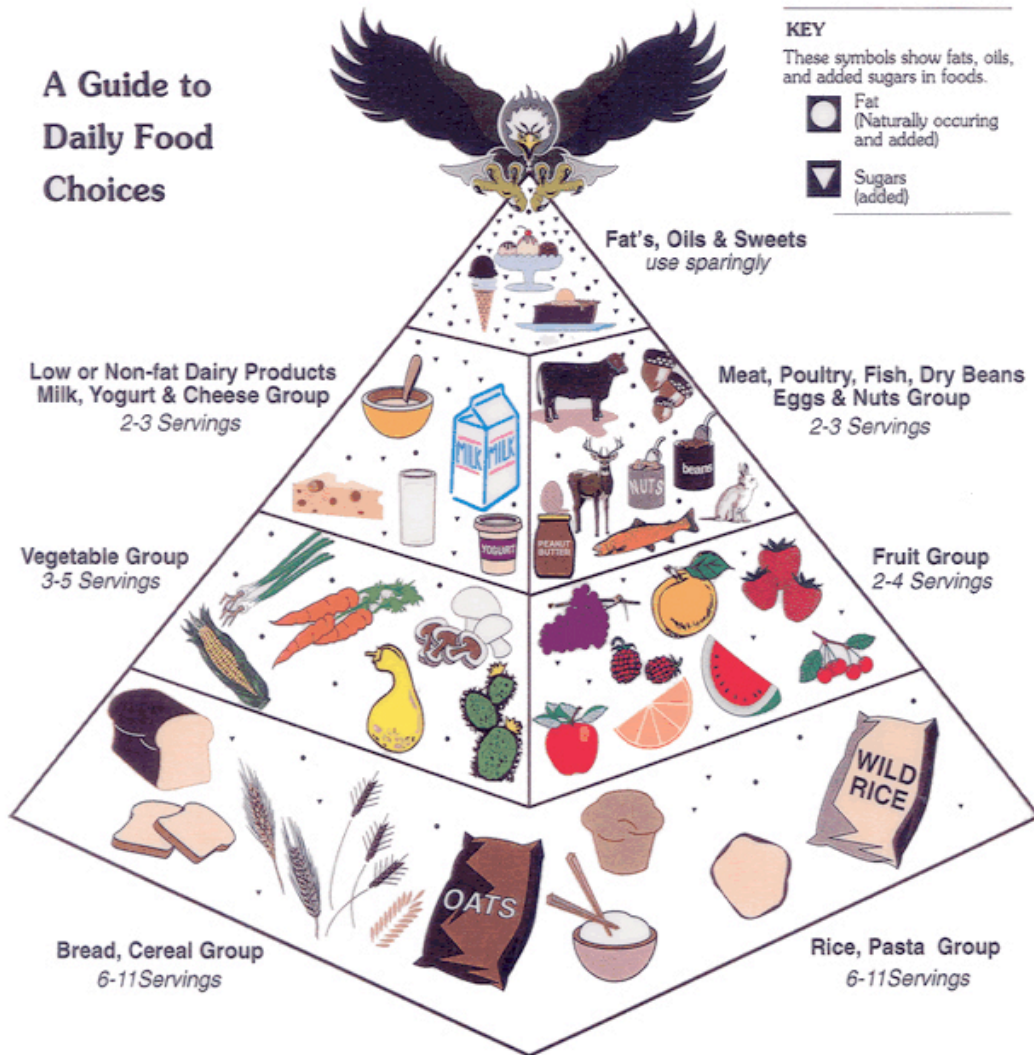 A Guide to
Daily Food
Choices
KEY
These symbols show fats, oils,
and added sugars in foods.
Fat
(Naturally occuring
and added)
Sugars
(added)
Fat's, Oils & Sweets
use sparingly
Low or Non-fat Dairy Products
Milk, Yogurt & Cheese Group
2-3 Servings
Meat, Poultry, Fish, Dry Beans
Eggs & Nuts Group
2-3 Servings
MILK MILK
YOGURT
NUTS
beans
PEANUT
BUTTER
Vegetable Group
3-5 Servings
Fruit Group
2-4 Servings
WILD
RICE
OATS
Bread, Cereal Group
6-11Servings
Rice, Pasta Group
6-11Servings